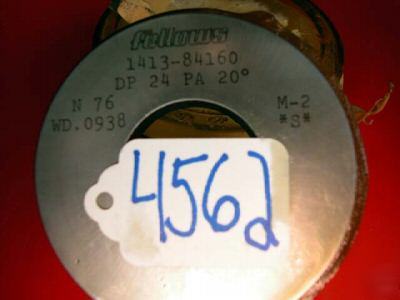 fellows
1413-84160
DP 24 PA 20°
N 76 M-2
WD.0938 *S*
4562